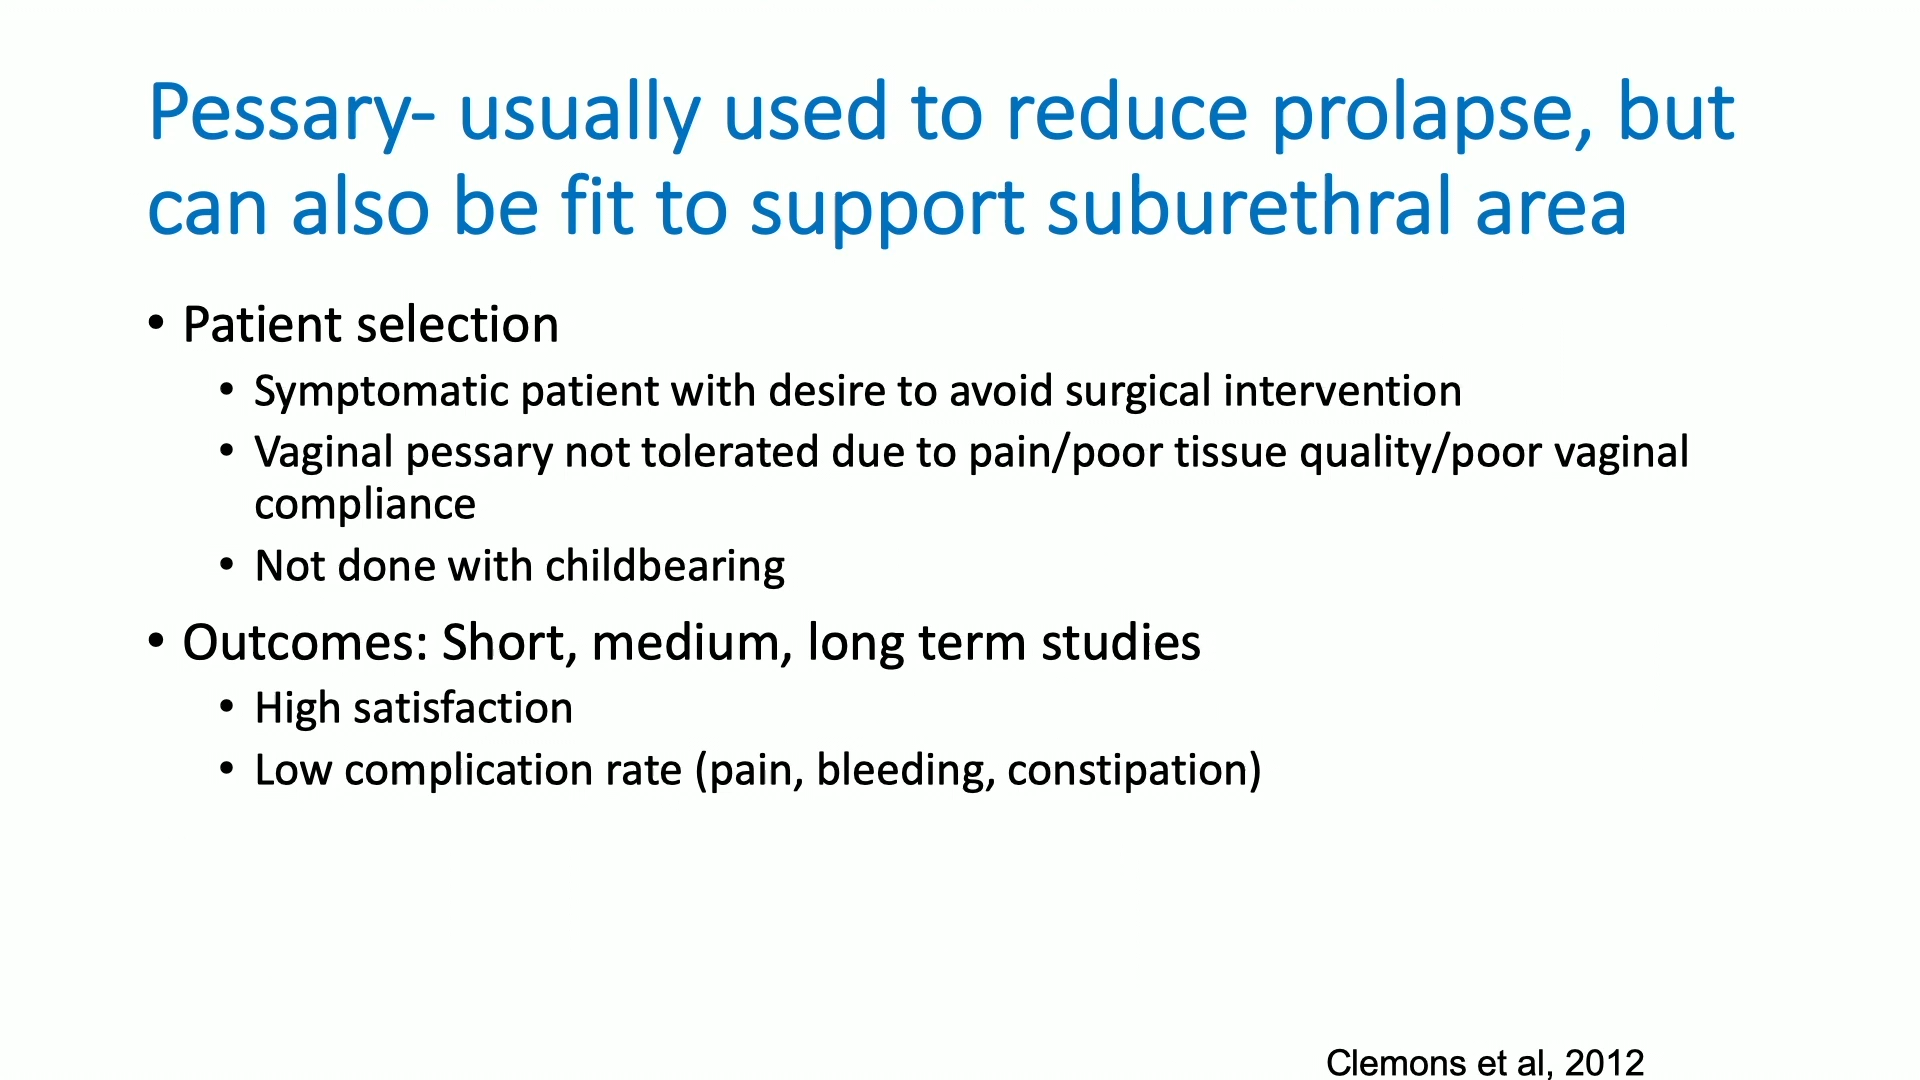 Pessary- usually used to reduce prolapse, but
can also be fit to support suburethral area
• Patient selection
• Symptomatic patient with desire to avoid surgical intervention
• Vaginal pessary not tolerated due to pain/poor tissue quality/poor vaginal
compliance
• Not done with childbearing
• Outcomes: Short, medium, long term studies
• High satisfaction
• Low complication rate (pain, bleeding, constipation)
Clemons et al, 2012